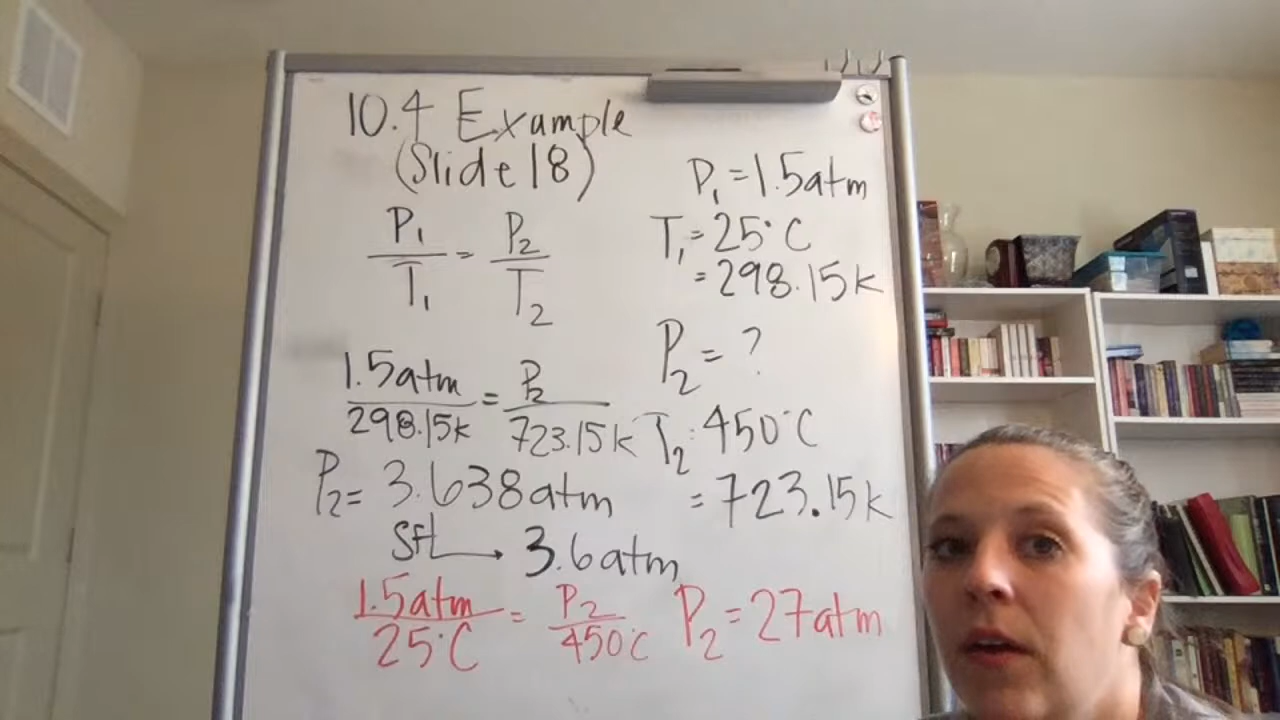 10.4 Example
(Slide 18)
P₁/T₁ = P₂/T₂
1.5atm/298.15K = P₂/723.15K
P₂= 3.638atm
Sf → 3.6atm
1.5atm/25°C = P₂/450°C P₂=27atm
P₁=1.5atm
T₁=25°C
=298.15K
P₂=?
T₂:450°C
=723.15K